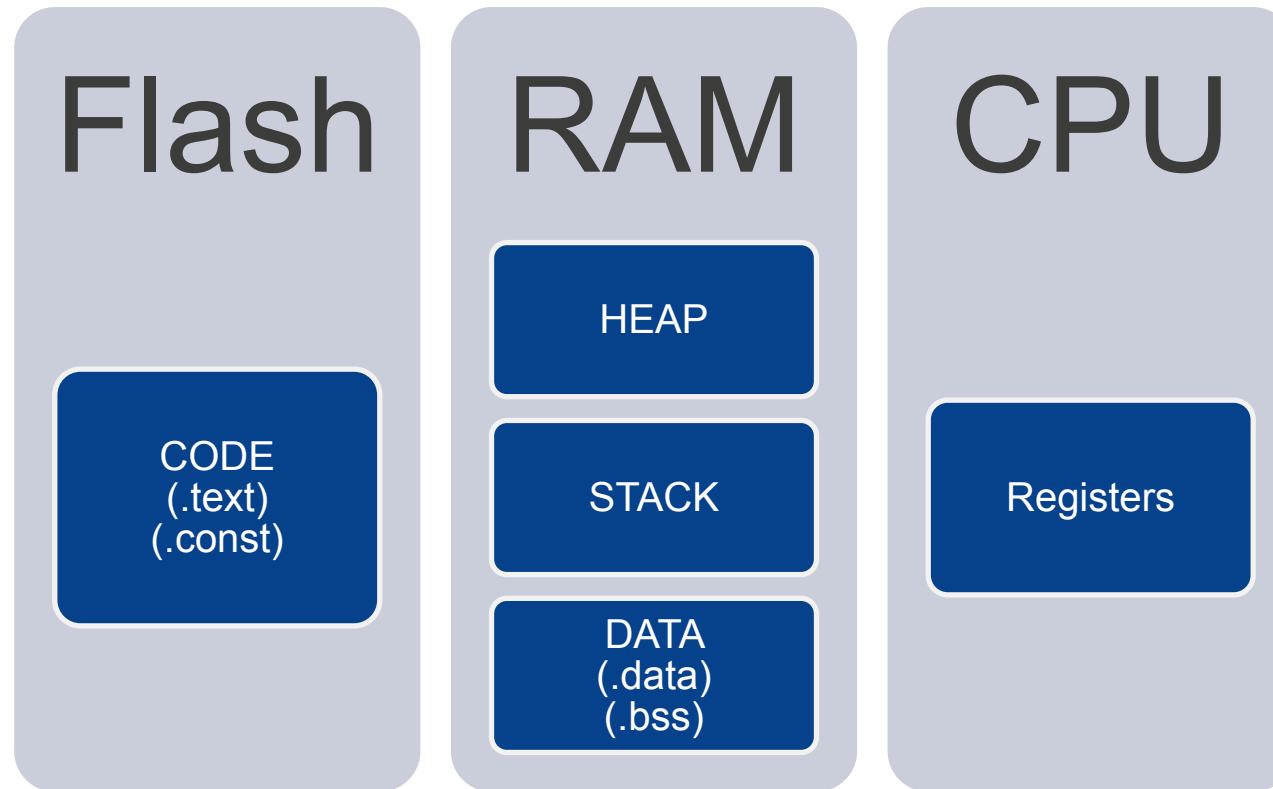 Flash
CODE
(.text)
(.const)
RAM
HEAP
STACK
DATA
(.data)
(.bss)
CPU
Registers